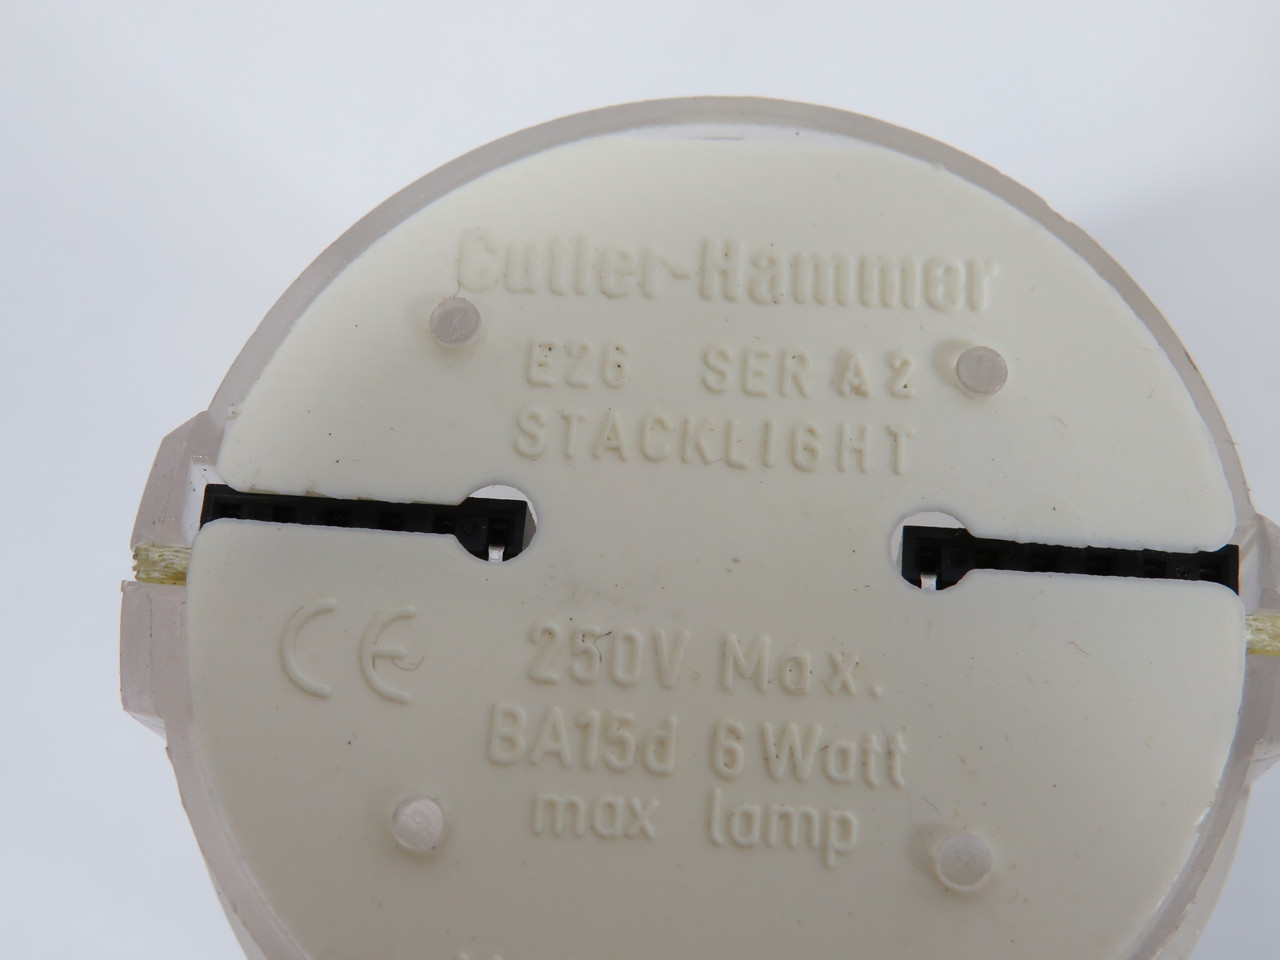 Cutler-Hammer
E26 SER A2
STACKLIGHT
CE
250V Max.
BA15d 6 Watt
max lamp